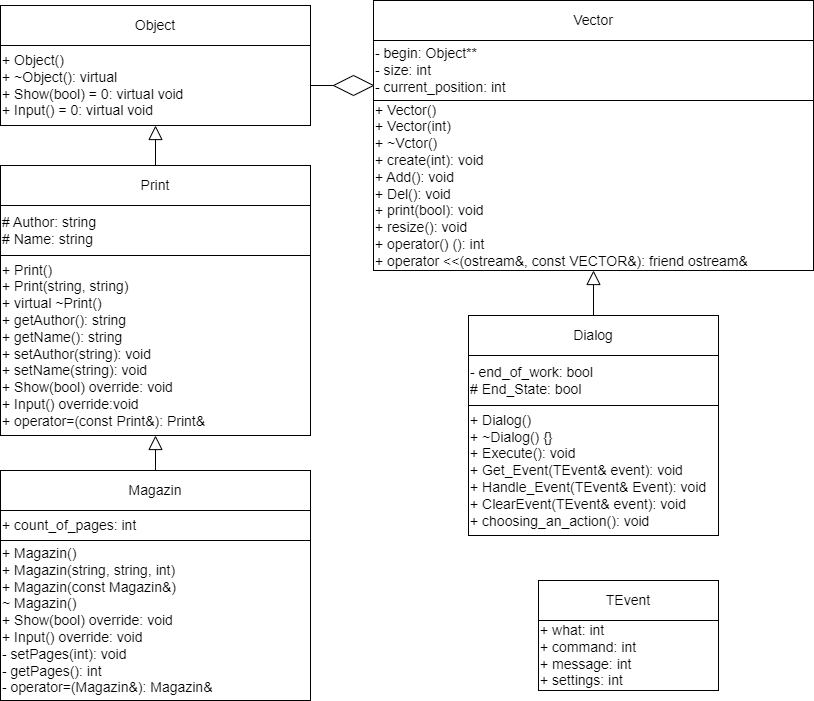 Object
+ Object()
+ ~Object(): virtual
+ Show(bool) = 0: virtual void
+ Input() = 0: virtual void
Print
# Author: string
# Name: string
+ Print()
+ Print(string, string)
+ virtual ~Print()
+ getAuthor(): string
+ getName(): string
+ setAuthor(string): void
+ setName(string): void
+ Show(bool) override: void
+ Input() override:void
+ operator=(const Print&): Print&
Magazin
+ count_of_pages: int
+ Magazin()
+ Magazin(string, string, int)
+ Magazin(const Magazin&)
~ Magazin()
+ Show(bool) override: void
+ Input() override: void
- setPages(int): void
- getPages(): int
- operator=(Magazin&): Magazin&
Vector
- begin: Object**
- size: int
- current_position: int
+ Vector()
+ Vector(int)
+ ~Vctor()
+ create(int): void
+ Add(): void
+ Del(): void
+ print(bool): void
+ resize(): void
+ operator() (): int
+ operator <<(ostream&, const VECTOR&): friend ostream&
Dialog
- end_of_work: bool
# End_State: bool
+ Dialog()
+ ~Dialog() {}
+ Execute(): void
+ Get_Event(TEvent& event): void
+ Handle_Event(TEvent& Event): void
+ ClearEvent(TEvent& event): void
+ choosing_an_action(): void
TEvent
+ what: int
+ command: int
+ message: int
+ settings: int